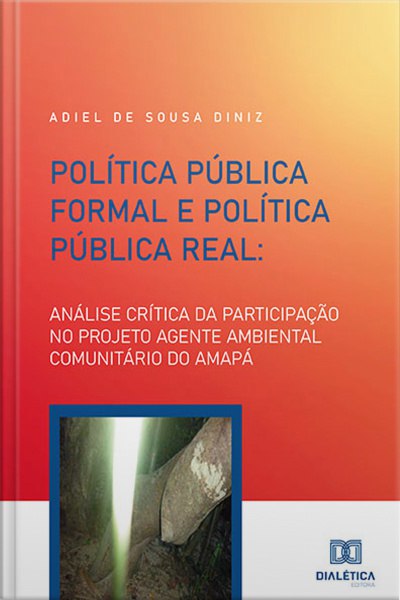 ADIEL DE SOUSA DINIZ
POLÍTICA PÚBLICA
FORMAL E POLÍTICA
PÚBLICA REAL:
ANÁLISE CRÍTICA DA PARTICIPAÇÃO
NO PROJETO AGENTE AMBIENTAL
COMUNITÁRIO DO AMAPÁ
DIALÉTICA
EDITORA